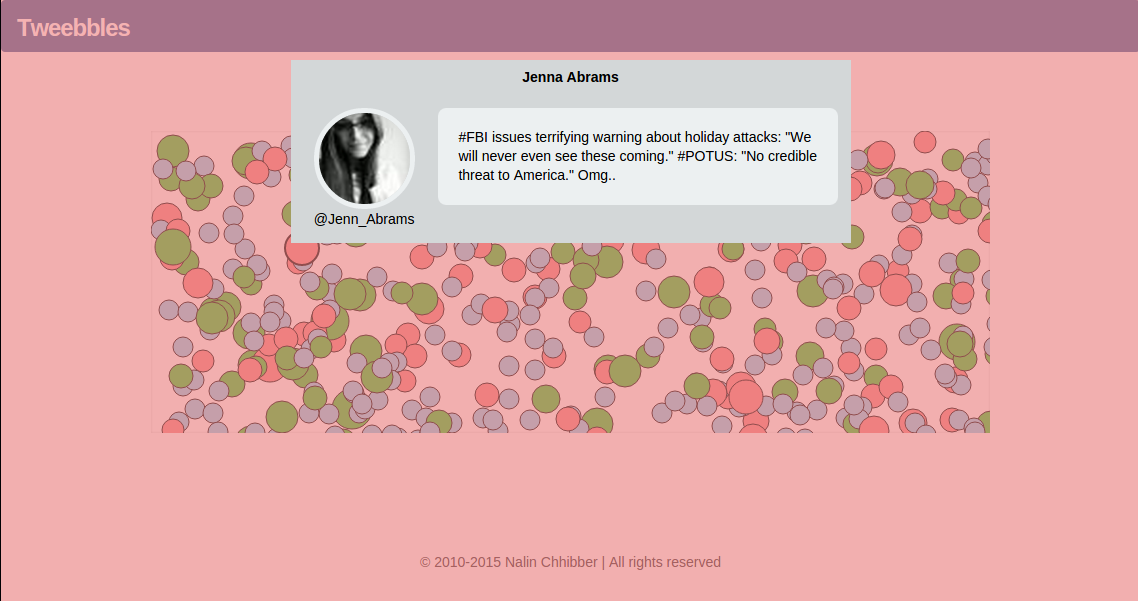 Tweebbles
Jenna Abrams
#FBI issues terrifying warning about holiday attacks: "We
will never even see these coming." #POTUS: "No credible
threat to America." Omg..
@Jenn_Abrams
© 2010-2015 Nalin Chhibber | All rights reserved